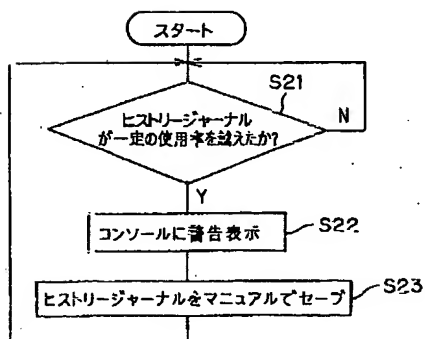 スタート
S21
ヒストリージャーナル
が一定の使用率を越えたか?
N
Y
コンソールに警告表示
S22
ヒストリージャーナルをマニュアルでセーブ
S23